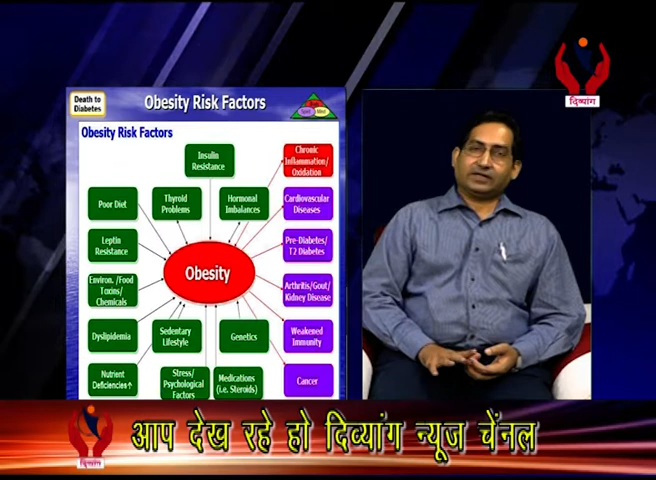 दिव्यांग
Death to
Diabetes
Obesity Risk Factors
Obesity Risk Factors
Insulin
Resistance
Chronic
Inflammation/
Oxidation
Poor Diet
Thyroid
Problems
Hormonal
Imbalances
Cardiovascular
Diseases
Leptin
Resistance
Obesity
Pre-Diabetes/
T2 Diabetes
Environ. /Food
Toxins/
Chemicals
Arthritis/Gout/
Kidney Disease
Dyslipidemia
Sedentary
Lifestyle
Genetics
Weakened
Immunity
Nutrient
Deficiencies↑
Stress/
Psychological
Factors
Medications
(i.e. Steroids)
Cancer
आप देख रहे हो दिव्यांग न्यूज चेंनल
दिव्यांग